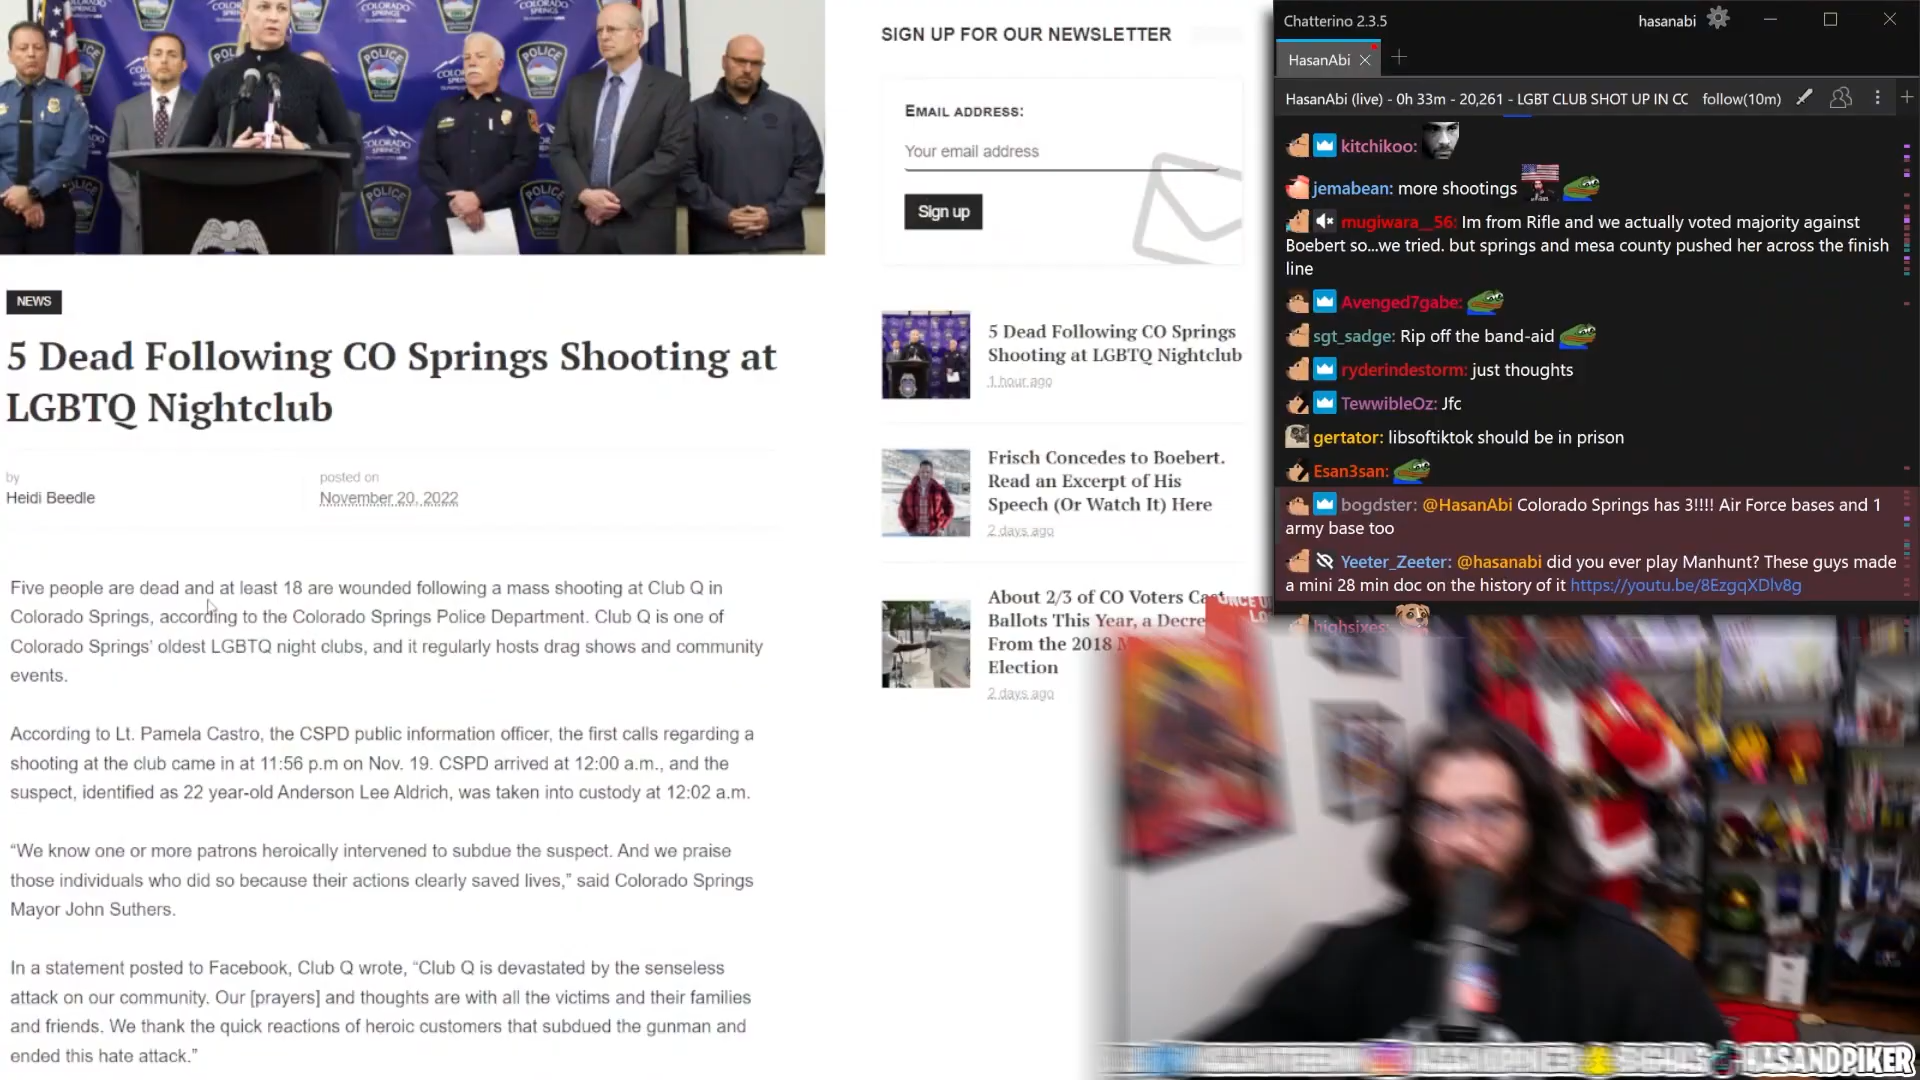 POLICE
POLICE
POLICE
POLICE
NEWS
5 Dead Following CO Springs Shooting at
LGBTQ Nightclub
by
Heidi Beedle
posted on
November 20, 2022
Five people are dead and at least 18 are wounded following a mass shooting at Club Q in
Colorado Springs, according to the Colorado Springs Police Department. Club Q is one of
Colorado Springs’ oldest LGBTQ night clubs, and it regularly hosts drag shows and community
events.
According to Lt. Pamela Castro, the CSPD public information officer, the first calls regarding a
shooting at the club came in at 11:56 p.m on Nov. 19. CSPD arrived at 12:00 a.m., and the
suspect, identified as 22 year-old Anderson Lee Aldrich, was taken into custody at 12:02 a.m.
“We know one or more patrons heroically intervened to subdue the suspect. And we praise
those individuals who did so because their actions clearly saved lives,” said Colorado Springs
Mayor John Suthers.
In a statement posted to Facebook, Club Q wrote, “Club Q is devastated by the senseless
attack on our community. Our [prayers] and thoughts are with all the victims and their families
and friends. We thank the quick reactions of heroic customers that subdued the gunman and
ended this hate attack.”
SIGN UP FOR OUR NEWSLETTER
EMAIL ADDRESS:
Your email address
Sign up
5 Dead Following CO Springs
Shooting at LGBTQ Nightclub
1 hour ago
Frisch Concedes to Boebert.
Read an Excerpt of His
Speech (Or Watch It) Here
2 days ago
About 2/3 of CO Voters Cast
Ballots This Year, a Decre
From the 2018 M
Election
2 days ago
Chatterino 2.3.5
hasanabi
HasanAbi
HasanAbi (live) - 0h 33m - 20,261 - LGBT CLUB SHOT UP IN CC follow(10m)
kitchikoo:
jemabean: more shootings
mugiwara__56: Im from Rifle and we actually voted majority against
Boebert so...we tried. but springs and mesa county pushed her across the finish
line
Avenged7gabe:
sgt_sadge: Rip off the band-aid
ryderindestorm: just thoughts
TewwibleOz: Jfc
gertator: libsoftiktok should be in prison
Esan3san:
bogdster: @HasanAbi Colorado Springs has 3!!!! Air Force bases and 1
army base too
Yeeter_Zeeter: @hasanabi did you ever play Manhunt? These guys made
a mini 28 min doc on the history of it https://youtu.be/8EzgqXDlv8g
highsixes:
HASANDPIKER